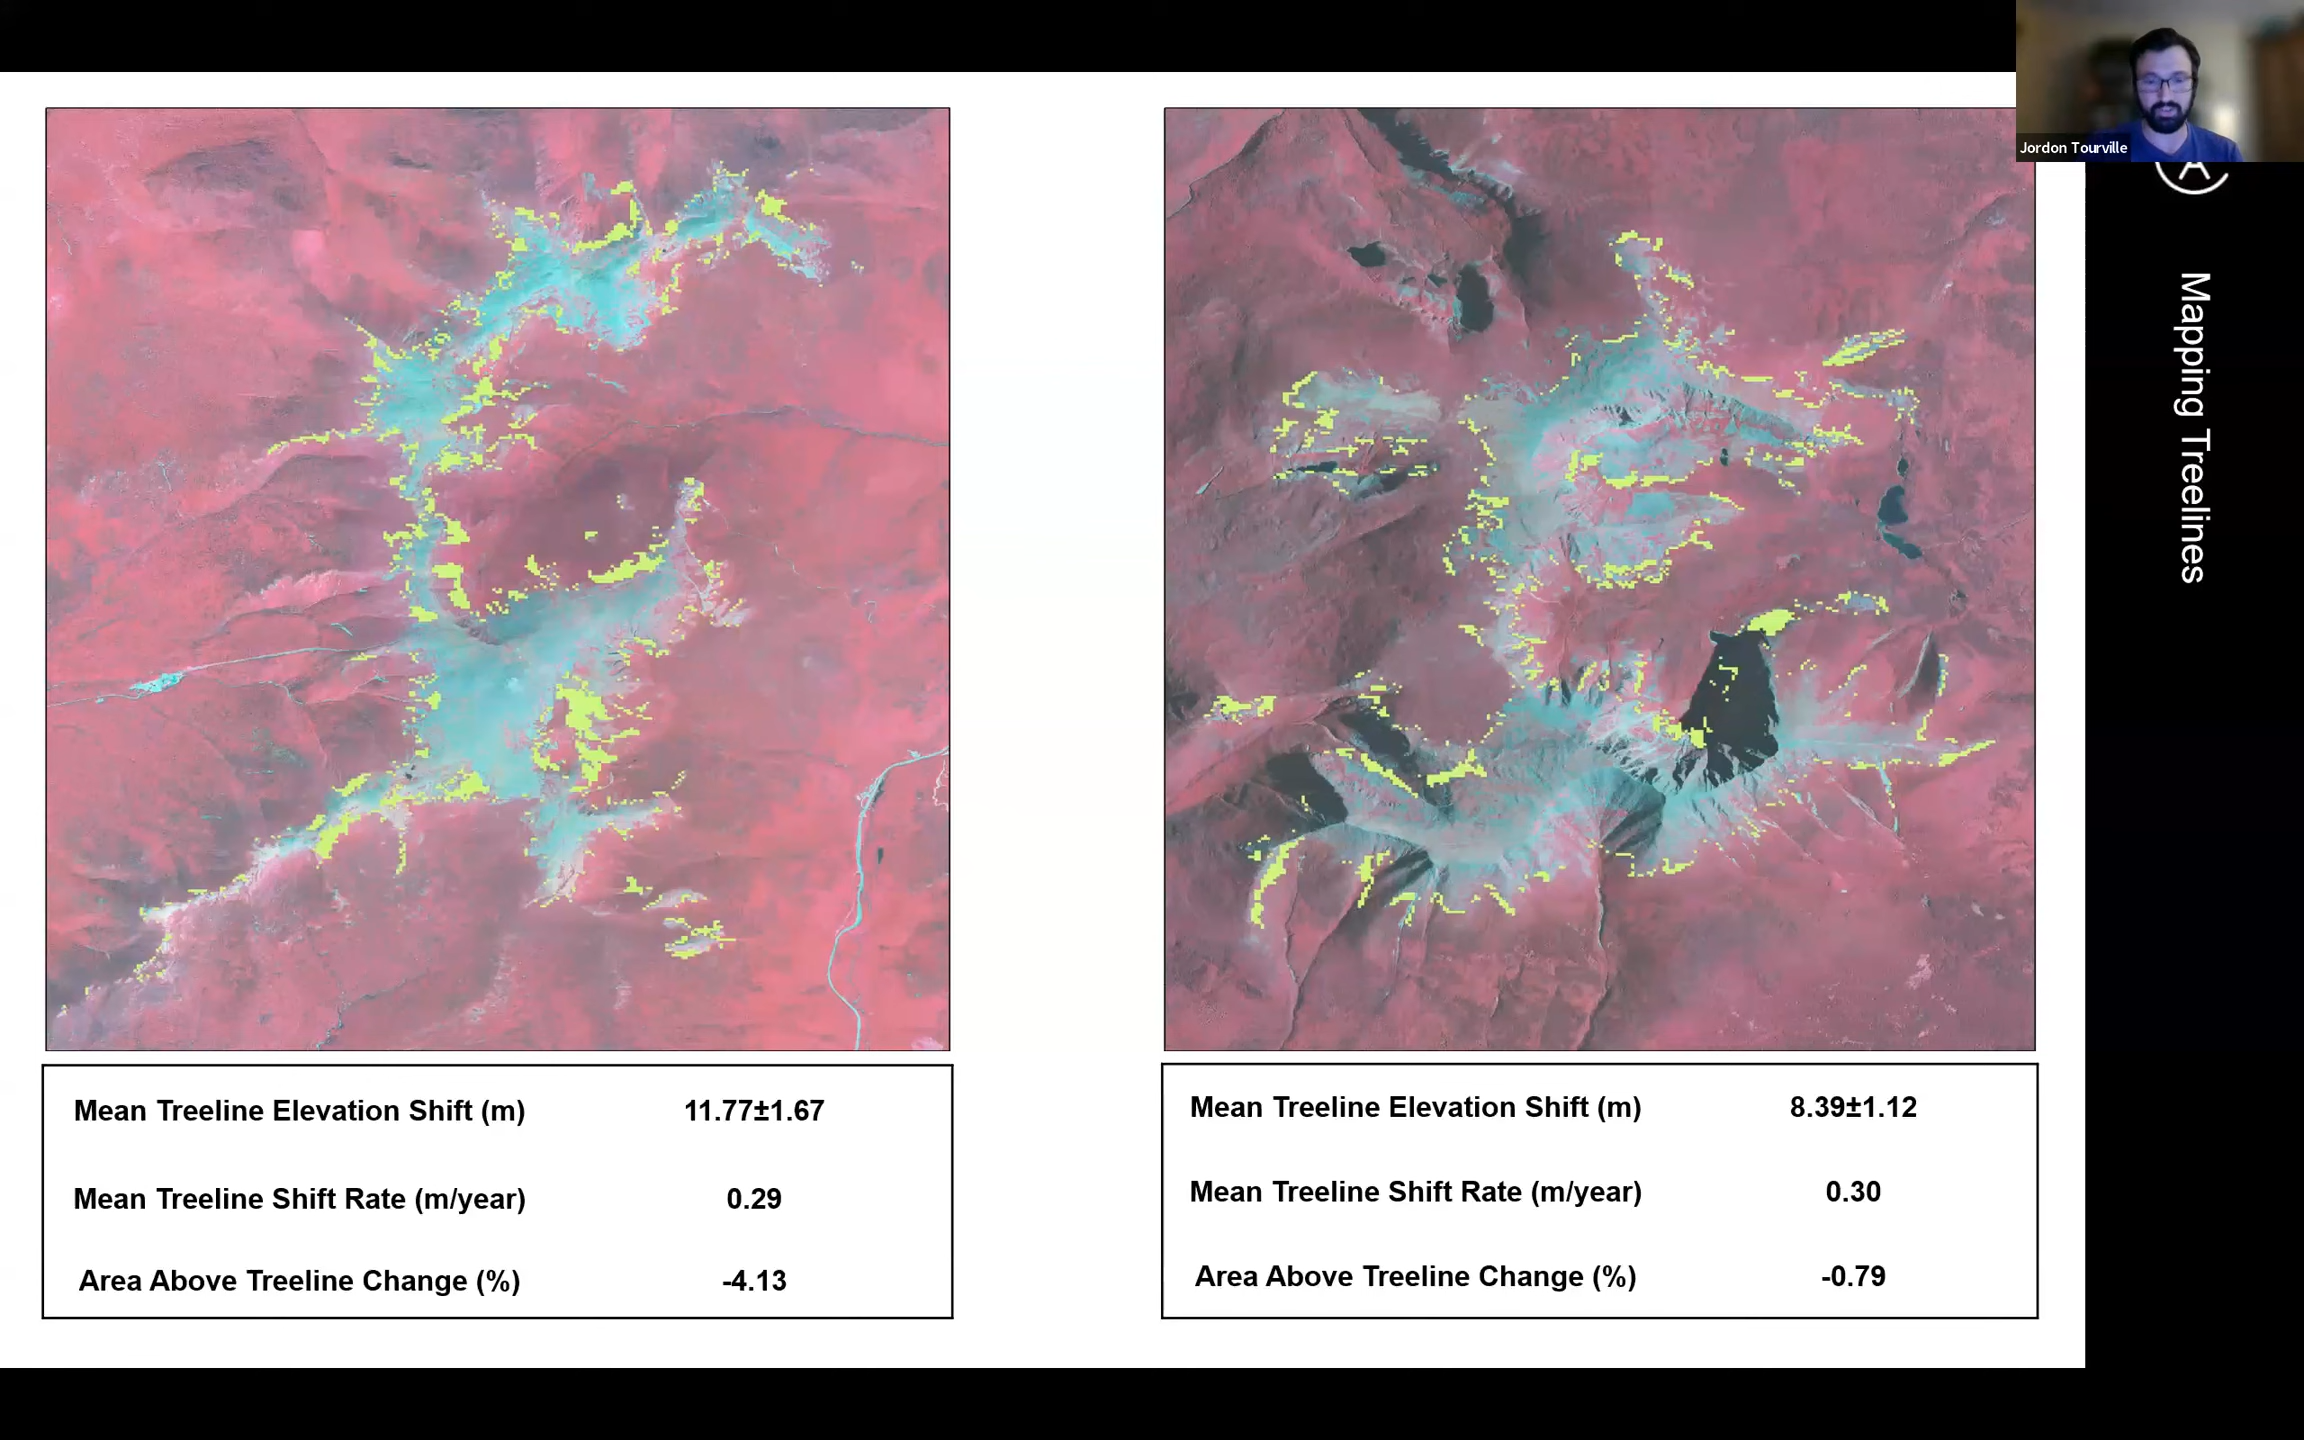 Jordon Tourville
Mapping Treelines
Mean Treeline Elevation Shift (m) 11.77±1.67
Mean Treeline Shift Rate (m/year) 0.29
Area Above Treeline Change (%) -4.13
Mean Treeline Elevation Shift (m) 8.39±1.12
Mean Treeline Shift Rate (m/year) 0.30
Area Above Treeline Change (%) -0.79